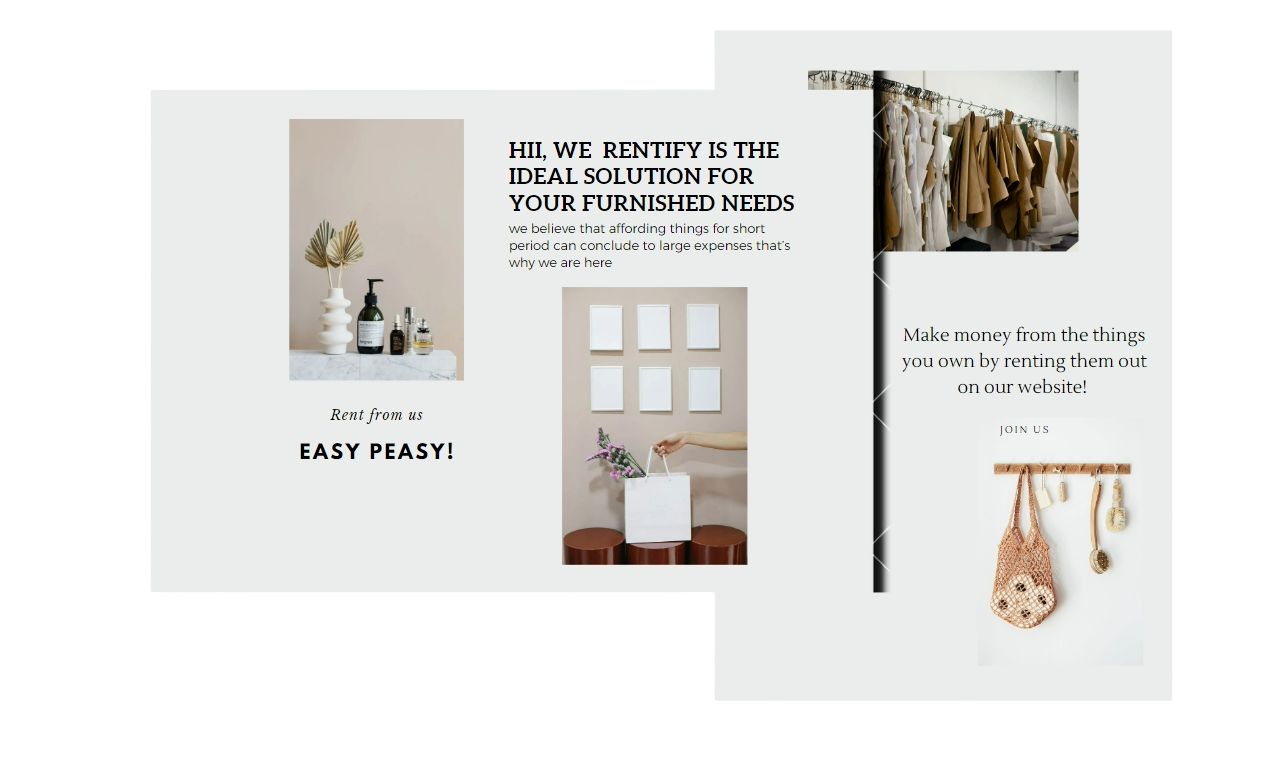 HII, WE  RENTIFY IS THE
IDEAL SOLUTION FOR
YOUR FURNISHED NEEDS
we believe that affording things for short
period can conclude to large expenses that's
why we are here
Rent from us
EASY PEASY!
Make money from the things
you own by renting them out
on our website!
JOIN US